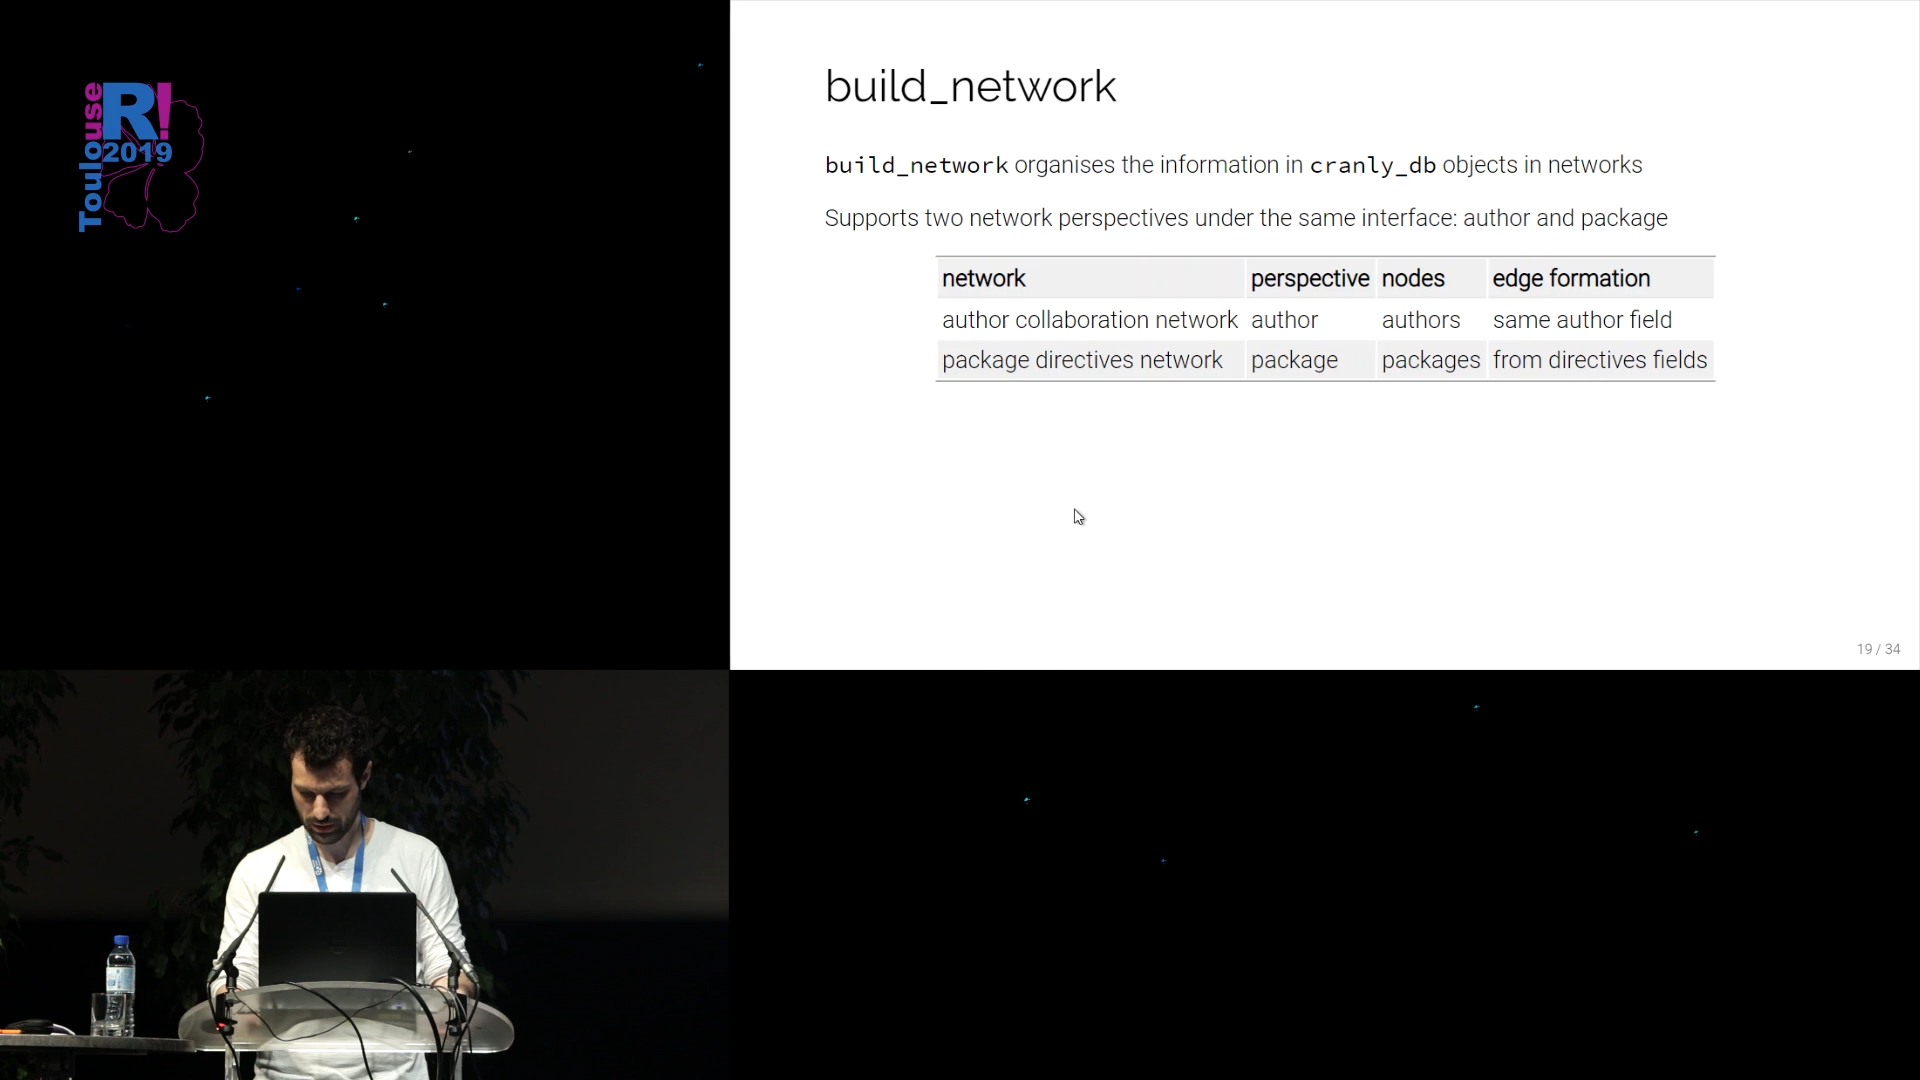 Toulouse
R!
2019
build_network
build_network organises the information in cranly_db objects in networks
Supports two network perspectives under the same interface: author and package
network perspective nodes edge formation
author collaboration network author authors same author field
package directives network package packages from directives fields
19 / 34